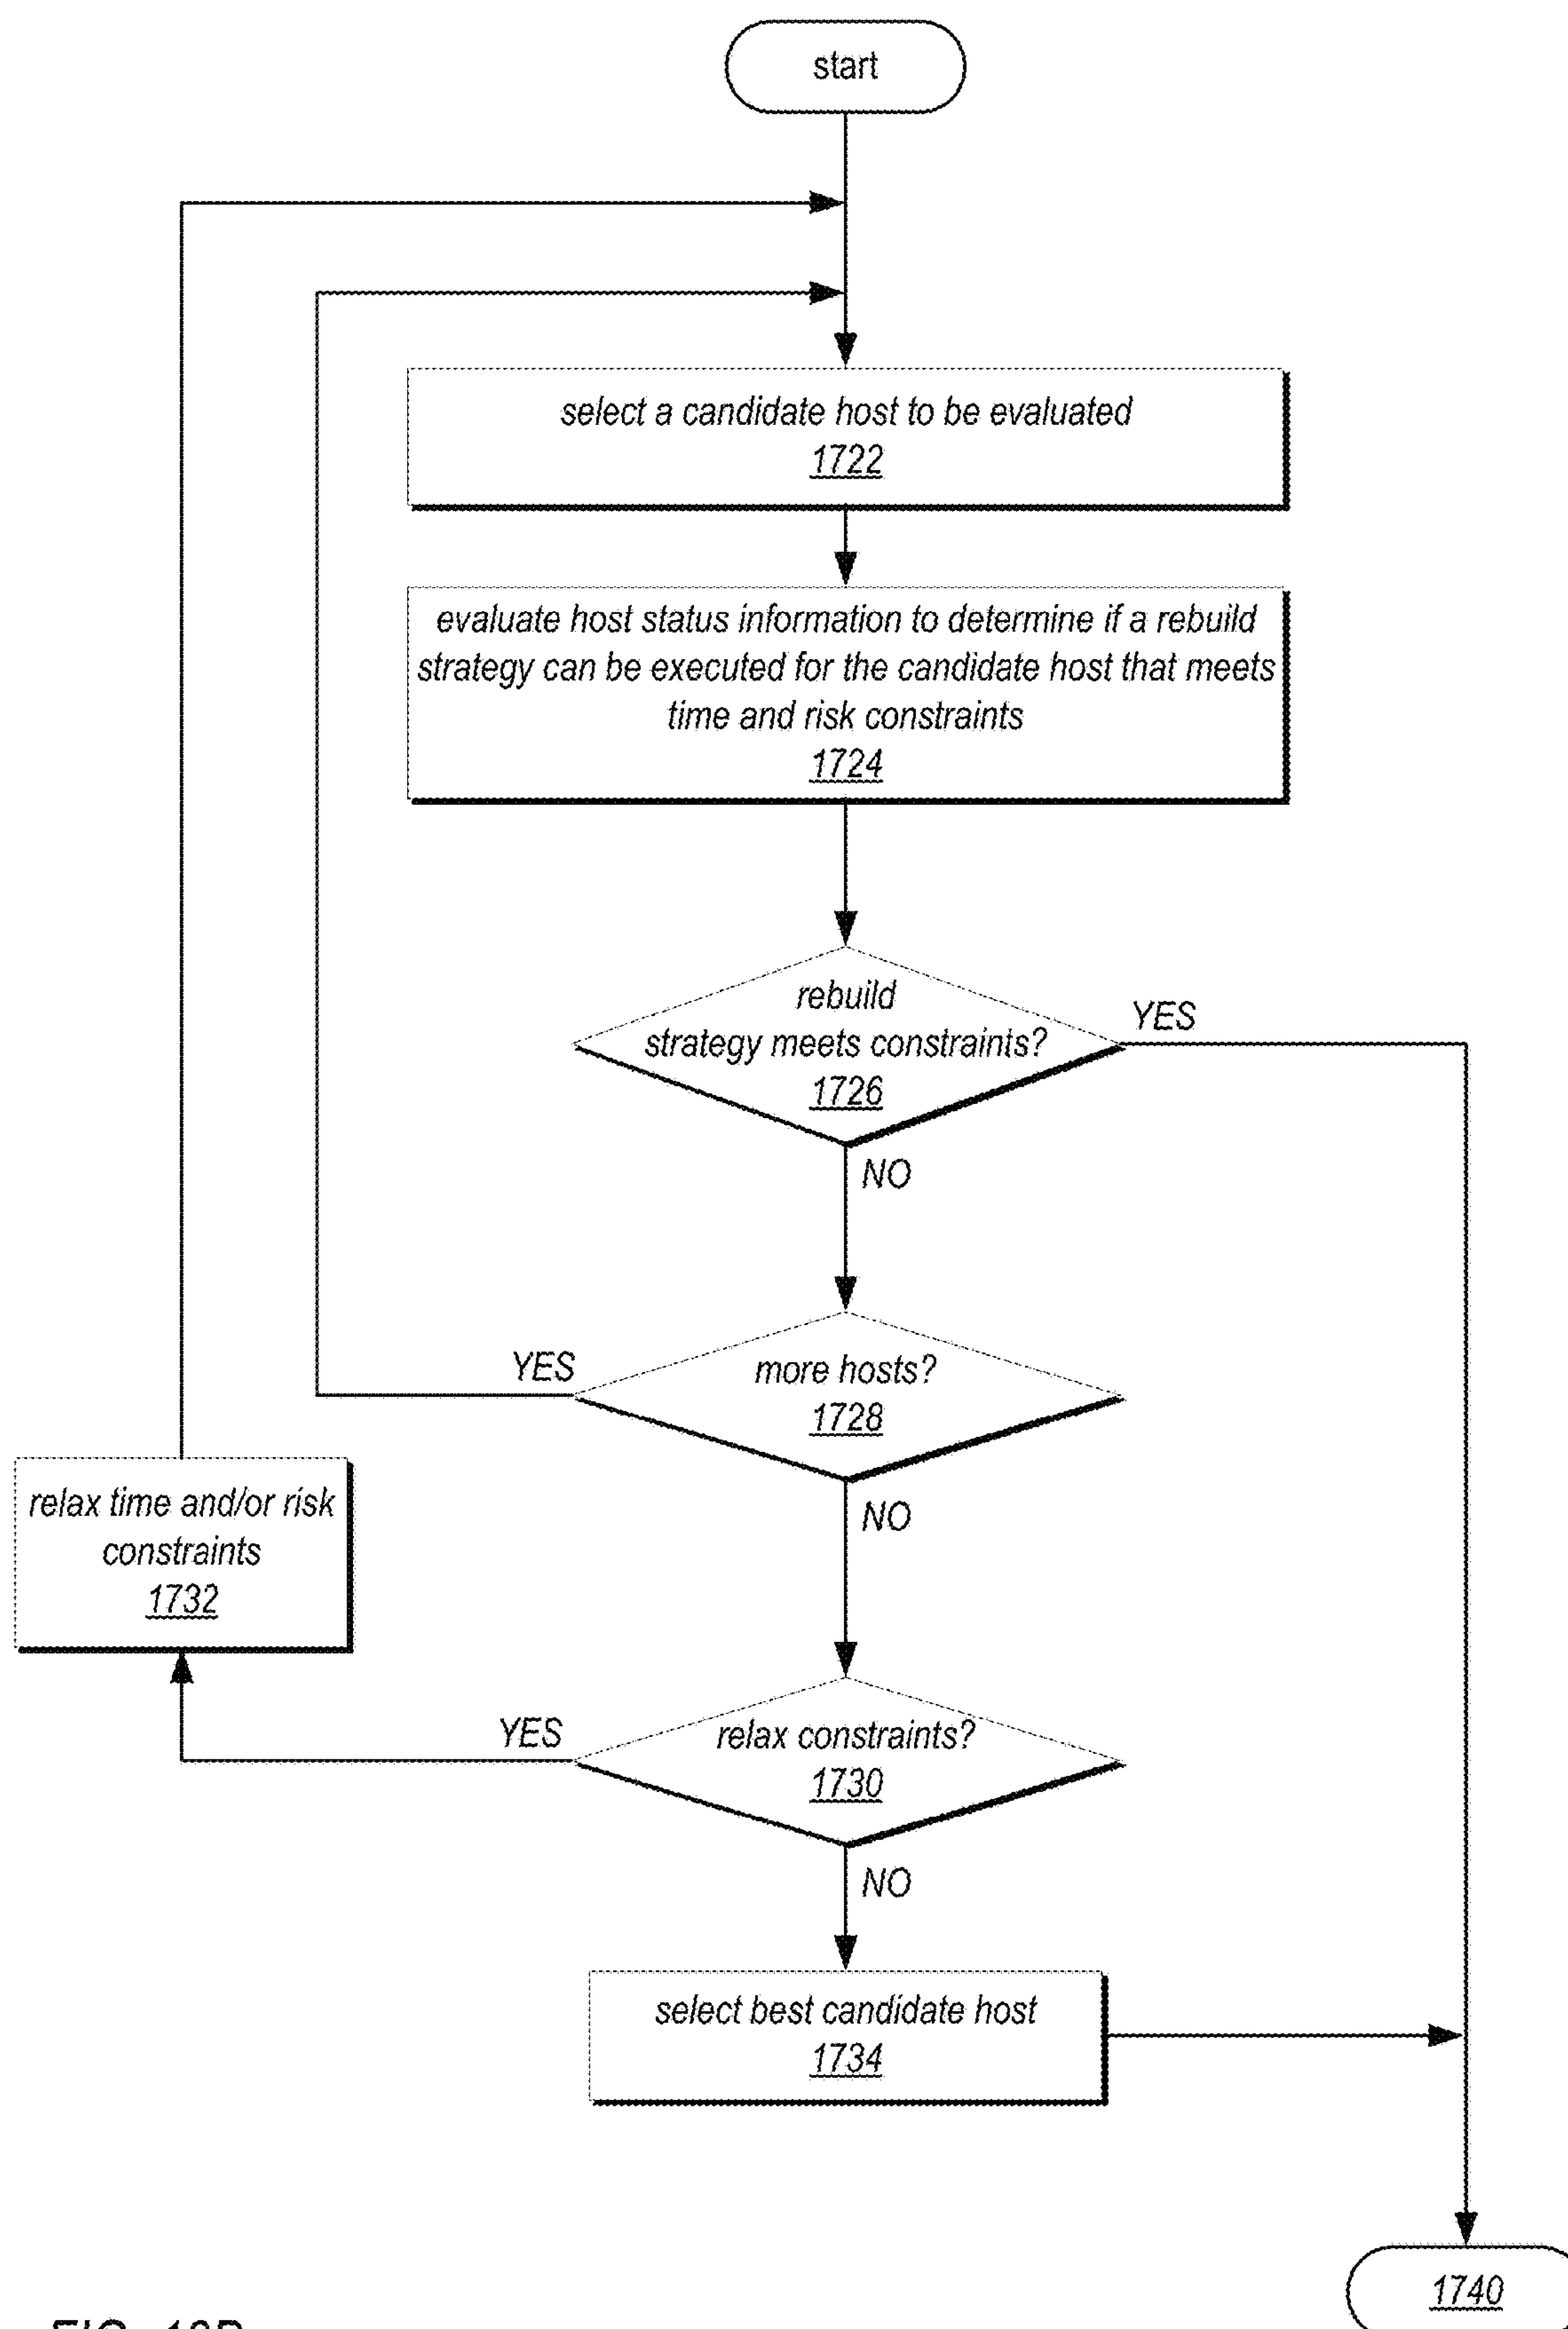 start
select a candidate host to be evaluated
1722
evaluate host status information to determine if a rebuild
strategy can be executed for the candidate host that meets
time and risk constraints
1724
rebuild
strategy meets constraints?
1726
YES
NO
YES
more hosts?
1728
NO
relax time and/or risk
constraints
1732
YES
relax constraints?
1730
NO
select best candidate host
1734
1740